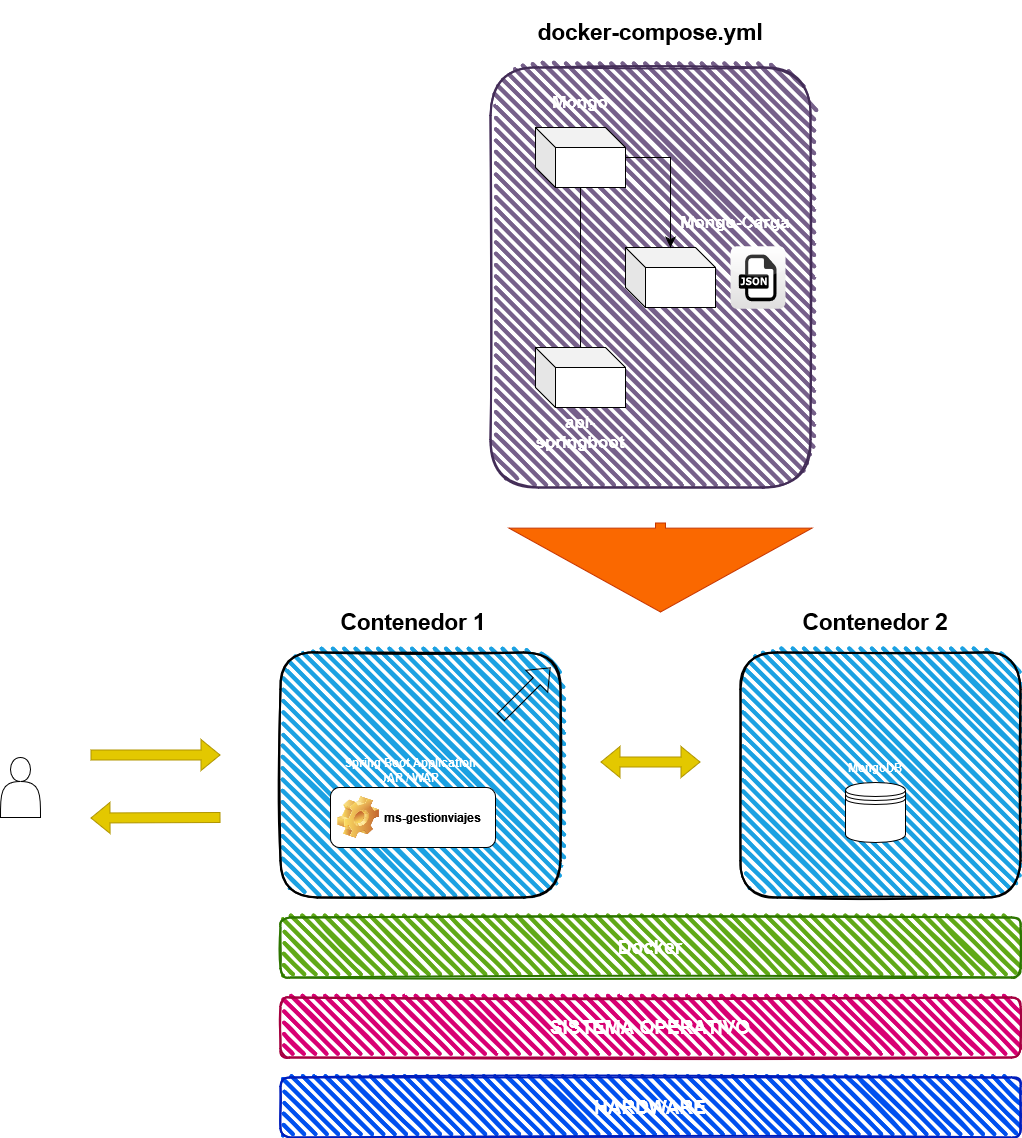 docker-compose.yml
Mongo
Mongo-Carga
JSON
api-
springboot
Contenedor 1
Contenedor 2
Spring Boot Application
JAR / WAR
ms-gestionviajes
MongoDB
Docker
SISTEMA OPERATIVO
HARDWARE